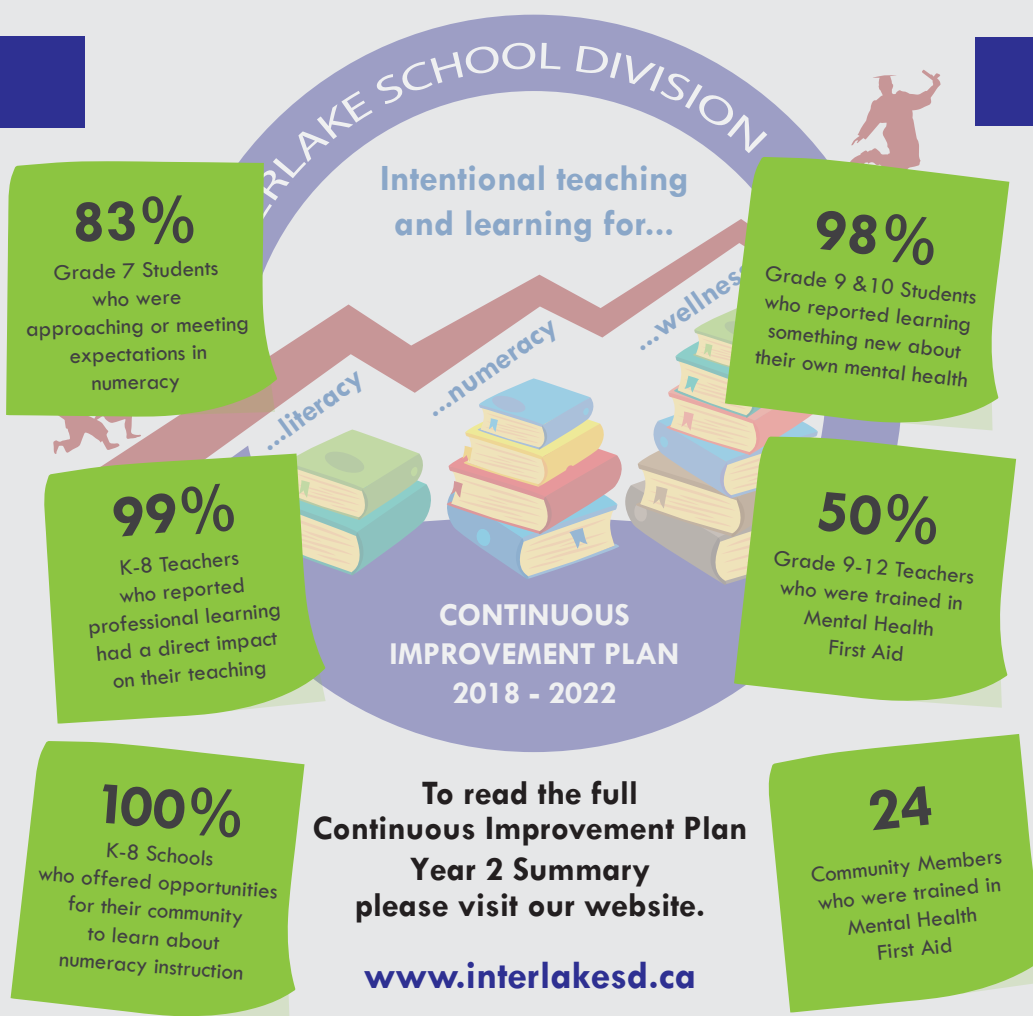 ERLAKE SCHOOL DIVISION
Intentional teaching
and learning for...
...literacy
...numeracy
...wellness
83%
Grade 7 Students
who were
approaching or meeting
expectations in
numeracy
98%
Grade 9 &10 Students
who reported learning
something new about
their own mental health
99%
K-8 Teachers
who reported
professional learning
had a direct impact
on their teaching
50%
Grade 9-12 Teachers
who were trained in
Mental Health
First Aid
CONTINUOUS
IMPROVEMENT PLAN
2018 - 2022
100%
K-8 Schools
who offered opportunities
for their community
to learn about
numeracy instruction
To read the full
Continuous Improvement Plan
Year 2 Summary
please visit our website.
www.interlakesd.ca
24
Community Members
who were trained in
Mental Health
First Aid